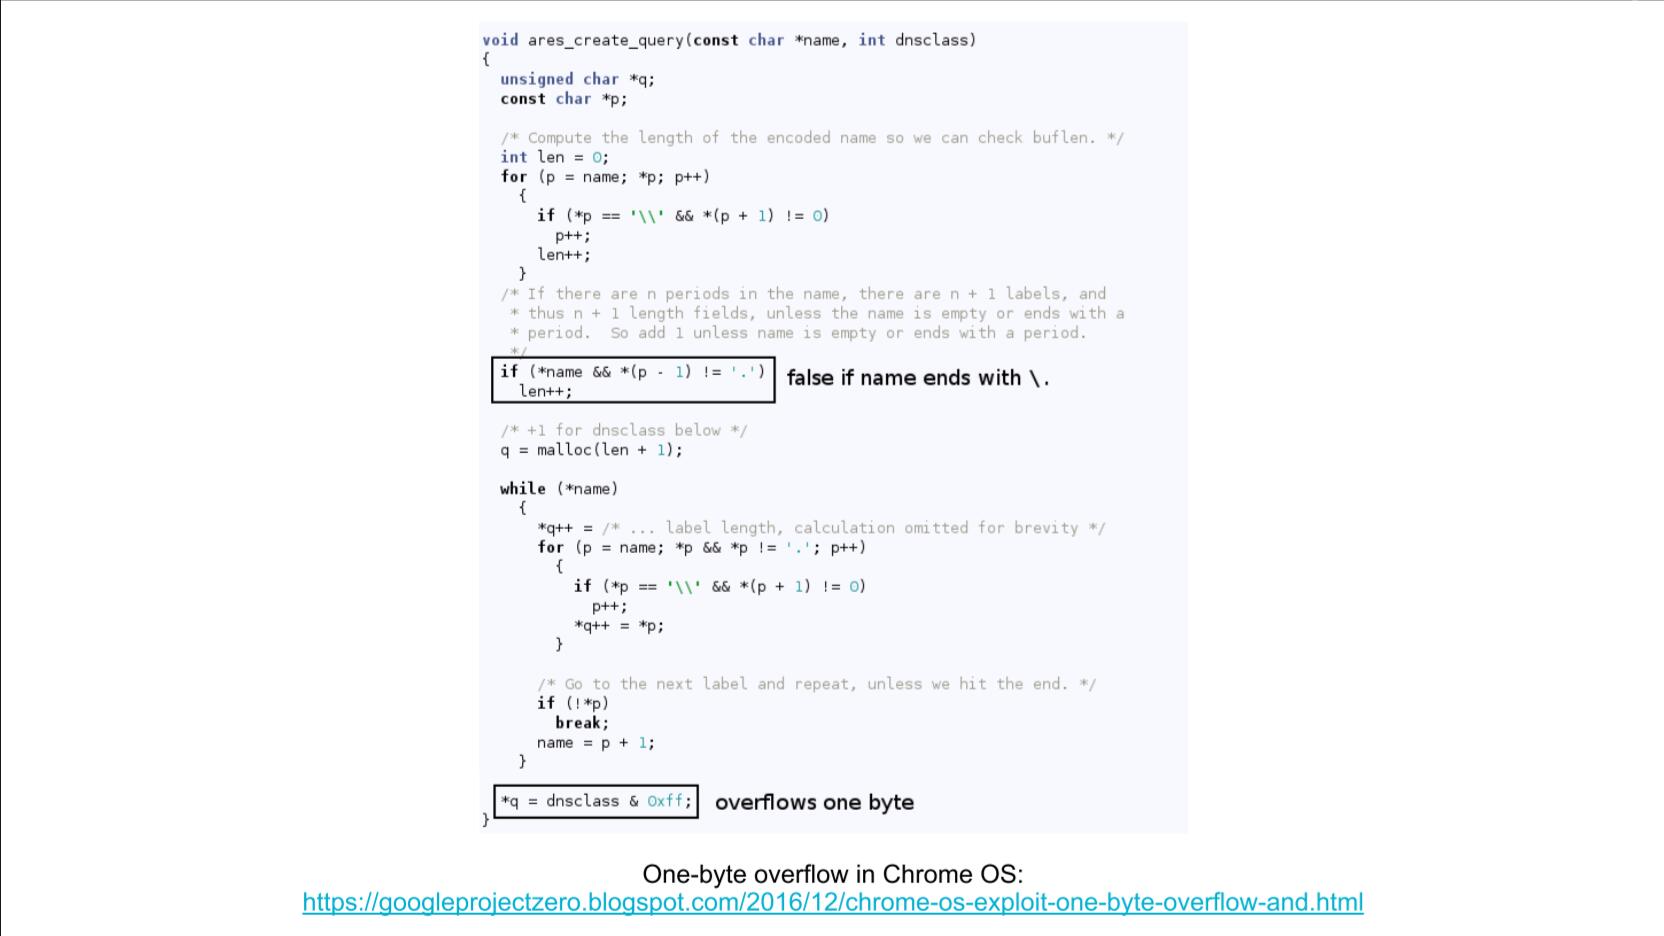 void ares_create_query(const char *name, int dnsclass)
{
  unsigned char *q;
  const char *p;

  /* Compute the length of the encoded name so we can check buflen. */
  int len = 0;
  for (p = name; *p; p++)
    {
      if (*p == '\\' && *(p + 1) != 0)
        p++;
      len++;
    }
  /* If there are n periods in the name, there are n + 1 labels, and
   * thus n + 1 length fields, unless the name is empty or ends with a
   * period.  So add 1 unless name is empty or ends with a period.
   */
  if (*name && *(p - 1) != '.') false if name ends with \.
    len++;

  /* +1 for dnsclass below */
  q = malloc(len + 1);

  while (*name)
    {
      *q++ = /* ... label length, calculation omitted for brevity */
      for (p = name; *p && *p != '.'; p++)
        {
          if (*p == '\\' && *(p + 1) != 0)
            p++;
          *q++ = *p;
        }

      /* Go to the next label and repeat, unless we hit the end. */
      if (!*p)
        break;
      name = p + 1;
    }

  *q = dnsclass & 0xff; overflows one byte
}
One-byte overflow in Chrome OS:
https://googleprojectzero.blogspot.com/2016/12/chrome-os-exploit-one-byte-overflow-and.html